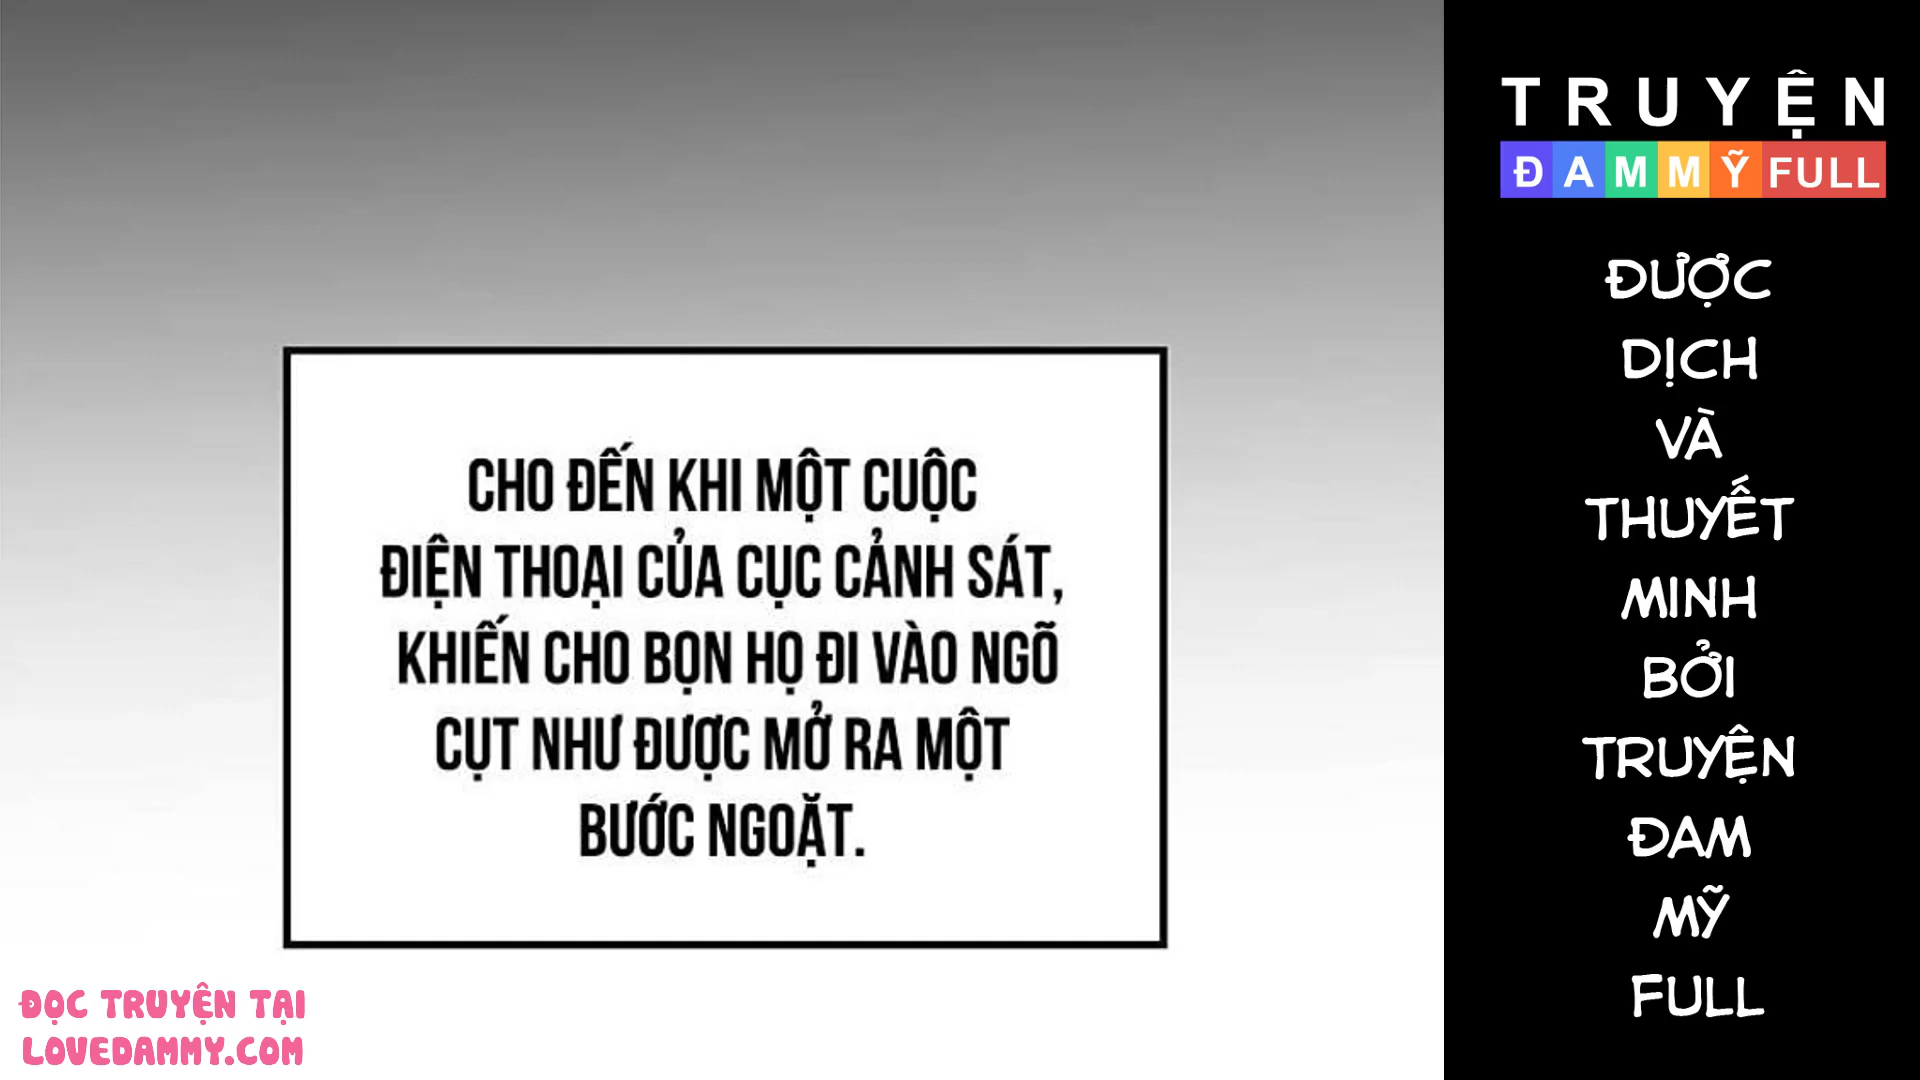 CHO ĐẾN KHI MỘT CUỘC
ĐIỆN THOẠI CỦA CỤC CẢNH SÁT,
KHIẾN CHO BỌN HỌ ĐI VÀO NGÕ
CỤT NHƯ ĐƯỢC MỞ RA MỘT
BƯỚC NGOẶT.
ĐỌC TRUYỆN TẠI
LOVEDAMMY.COM
TRUYỆN
ĐAMMỸFULL
ĐƯỢC
DỊCH
VÀ
THUYẾT
MINH
BỞI
TRUYỆN
ĐAM
MỸ
FULL